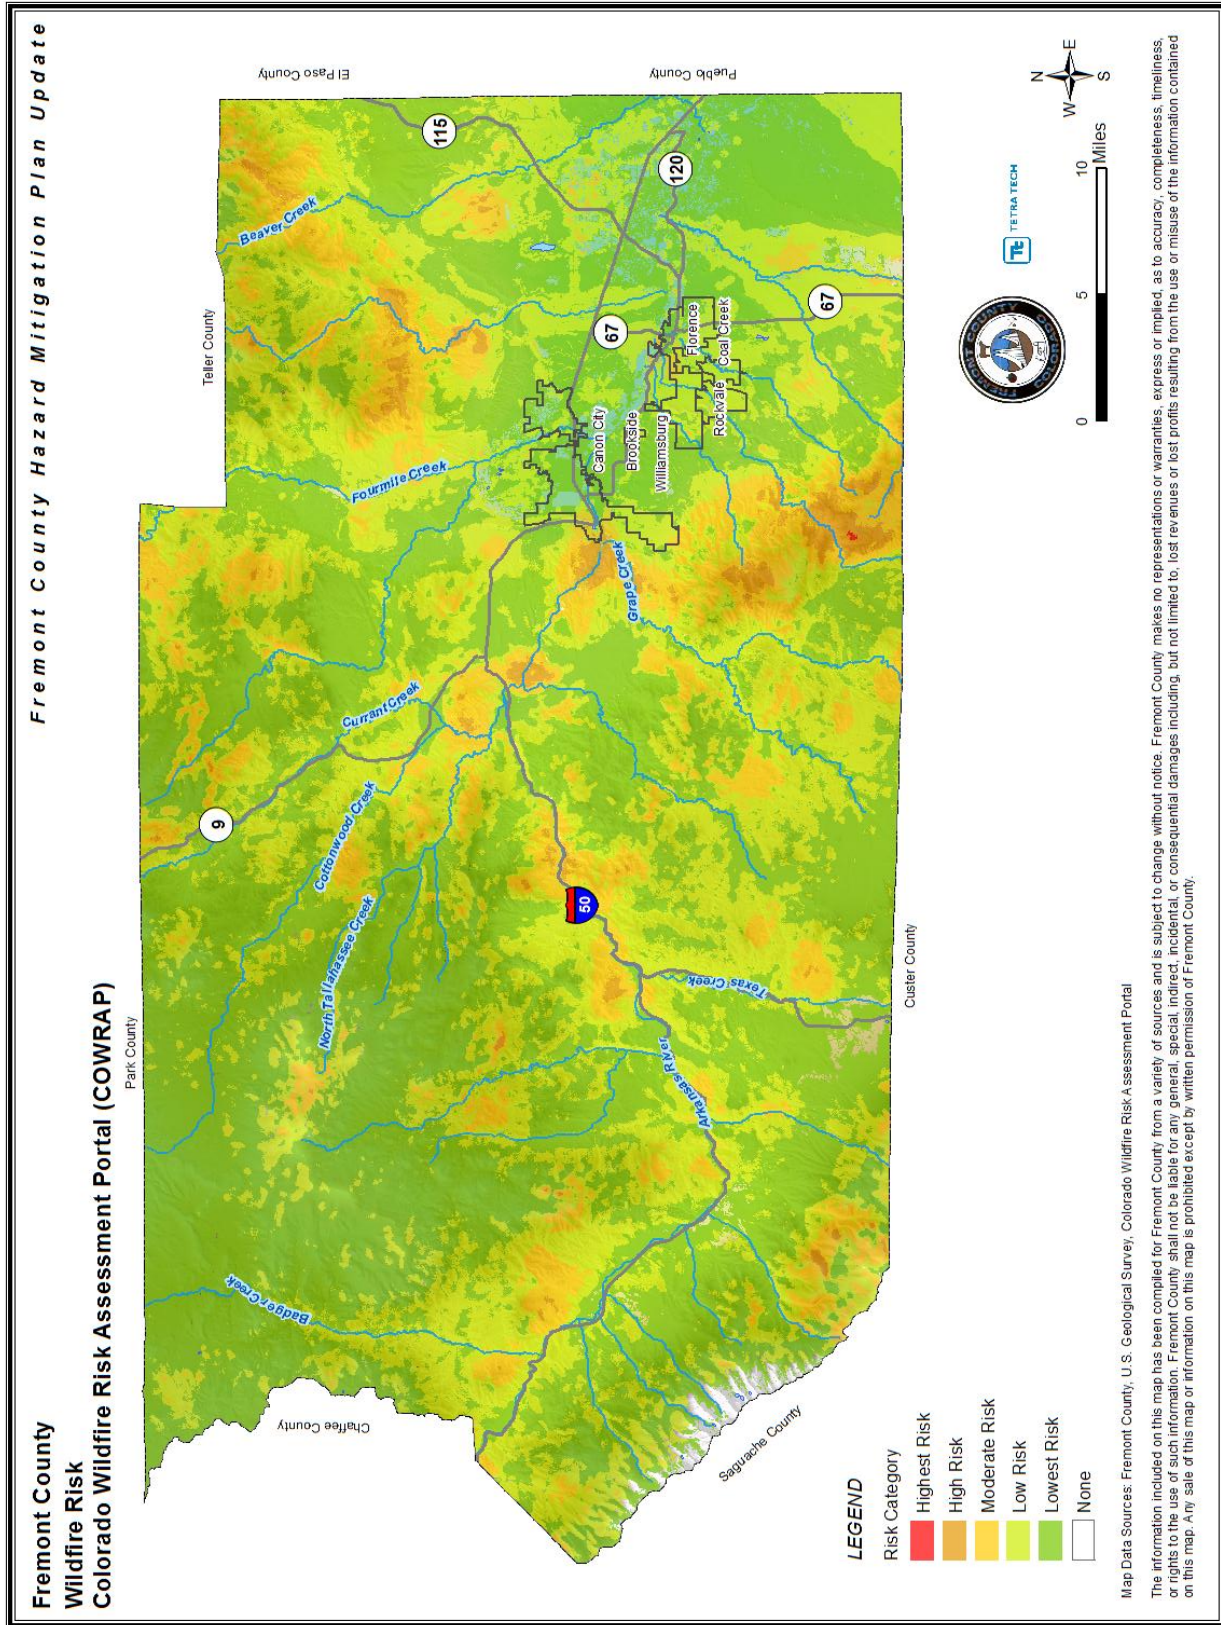 Fremont County Hazard Mitigation Plan Update
Fremont County
Wildfire Risk
Colorado Wildfire Risk Assessment Portal (COWRAP)
Park County
Teller County
El Paso County
Pueblo County
Chaffee County
Saguache County
Custer County
9
115
Beaver Creek
Fourmile Creek
Currant Creek
Cottonwood Creek
North Tallahassee Creek
Badger Creek
67
120
Canon City
Brookside
Williamsburg
Florence
Coal Creek
Rockvale
67
Grape Creek
50
Texas Creek
Arkansas River
LEGEND
Risk Category
Highest Risk
High Risk
Moderate Risk
Low Risk
Lowest Risk
None
FREMONT COUNTY
COLORADO
Tt TETRA TECH
N
W
E
S
0 5 10
Miles
Map Data Sources: Fremont County, U.S. Geological Survey, Colorado Wildfire Risk Assessment Portal
The information included on this map has been compiled for Fremont County from a variety of sources and is subject to change without notice. Fremont County makes no representations or warranties, express or implied, as to accuracy, completeness, timeliness,
or rights to the use of such information. Fremont County shall not be liable for any general, special, indirect, incidental, or consequential damages including, but not limited to, lost revenues or lost profits resulting from the use or misuse of the information contained
on this map. Any sale of this map or information on this map is prohibited except by written permission of Fremont County.